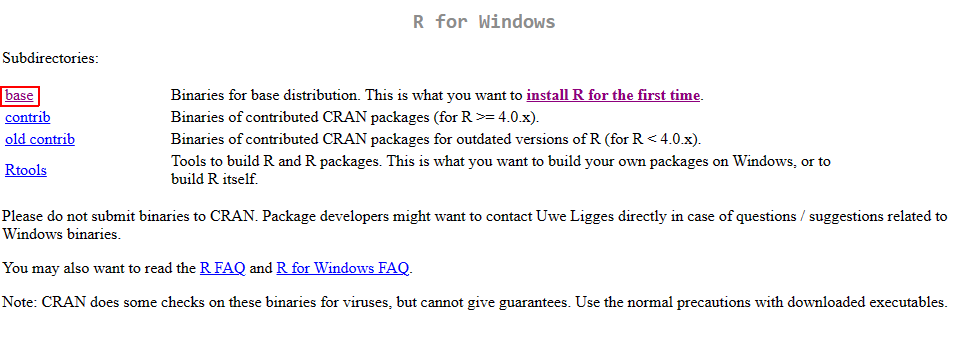 R for Windows
Subdirectories:
base Binaries for base distribution. This is what you want to install R for the first time.
contrib Binaries of contributed CRAN packages (for R >= 4.0.x).
old contrib Binaries of contributed CRAN packages for outdated versions of R (for R < 4.0.x).
Rtools Tools to build R and R packages. This is what you want to build your own packages on Windows, or to
build R itself.
Please do not submit binaries to CRAN. Package developers might want to contact Uwe Ligges directly in case of questions / suggestions related to
Windows binaries.
You may also want to read the R FAQ and R for Windows FAQ.
Note: CRAN does some checks on these binaries for viruses, but cannot give guarantees. Use the normal precautions with downloaded executables.